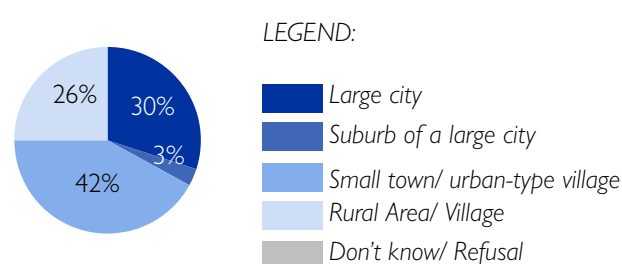 LEGEND:
26%
30%
3%
42%
Large city
Suburb of a large city
Small town/ urban-type village
Rural Area/ Village
Don't know/ Refusal